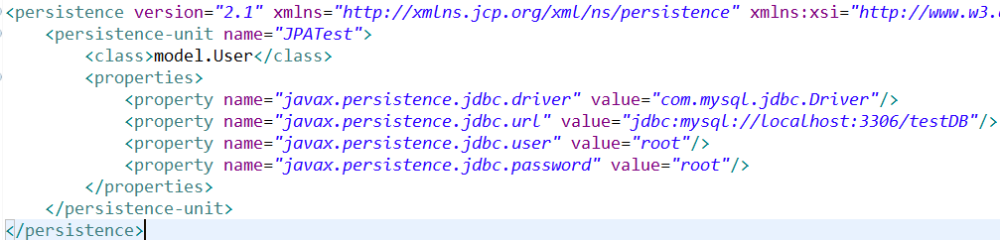 <persistence version="2.1" xmlns="http://xmlns.jcp.org/xml/ns/persistence" xmlns:xsi="http://www.w3.
<persistence-unit name="JPATest">
<class>model.User</class>
<properties>
<property name="javax.persistence.jdbc.driver" value="com.mysql.jdbc.Driver"/>
<property name="javax.persistence.jdbc.url" value="jdbc:mysql://localhost:3306/testDB"/>
<property name="javax.persistence.jdbc.user" value="root"/>
<property name="javax.persistence.jdbc.password" value="root"/>
</properties>
</persistence-unit>
</persistence>